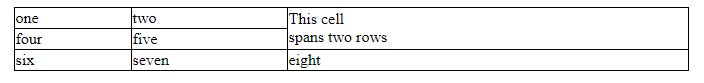 one two This cell
four five spans two rows
six seven eight